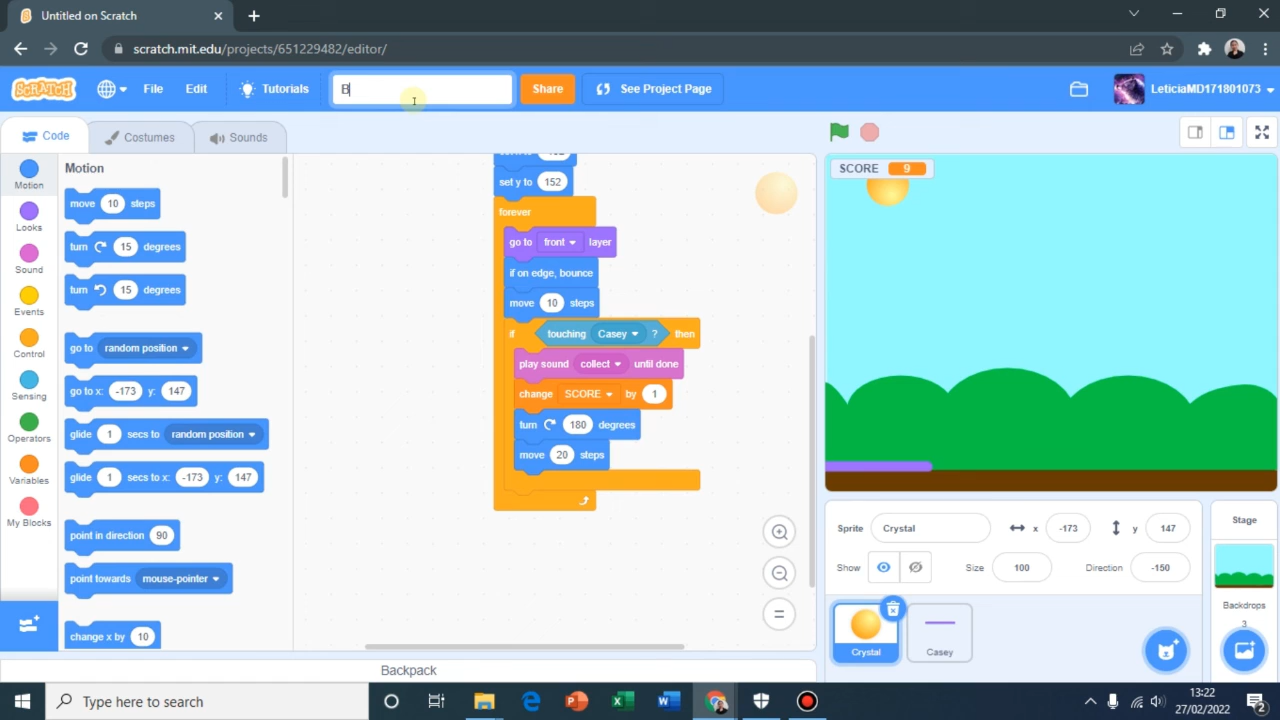 Untitled on Scratch
scratch.mit.edu/projects/651229482/editor/
SCRATCH
File
Edit
Tutorials
B
Share
See Project Page
LeticiaMD171801073
Code
Costumes
Sounds
Motion
Looks
Sound
Events
Control
Sensing
Operators
Variables
My Blocks
Motion
move 10 steps
turn 15 degrees
turn 15 degrees
go to random position
go to x: -173 y: 147
glide 1 secs to random position
glide 1 secs to x: -173 y: 147
point in direction 90
point towards mouse-pointer
change x by 10
set y to 152
forever
go to front layer
if on edge, bounce
move 10 steps
if touching Casey ? then
play sound collect until done
change SCORE by 1
turn 180 degrees
move 20 steps
Backpack
SCORE 9
Sprite Crystal x -173 y 147
Show Size 100 Direction -150
Crystal
Casey
Stage
Backdrops
3
Type here to search
13:22
27/02/2022
2